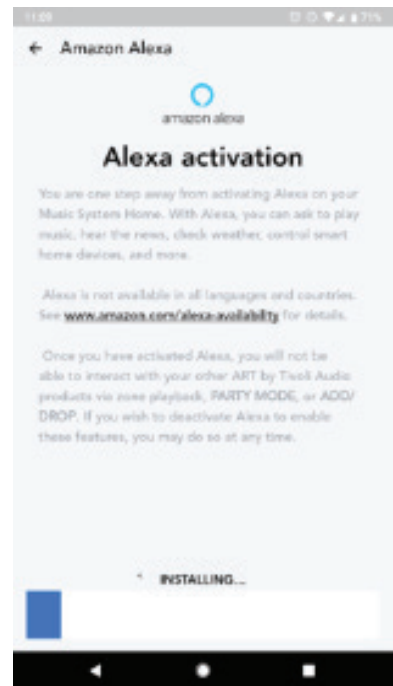 11:09
71%
← Amazon Alexa
amazon alexa
Alexa activation
You are one step away from activating Alexa on your
Music System Home. With Alexa, you can ask to play
music, hear the news, check weather, control smart
home devices, and more.
Alexa is not available in all languages and countries.
See www.amazon.com/alexa-availability for details.
Once you have activated Alexa, you will not be
able to interact with your other ART by Tivoli Audio
products via zone playback, PARTY MODE, or ADD/
DROP. If you wish to deactivate Alexa to enable
these features, you may do so at any time.
INSTALLING...